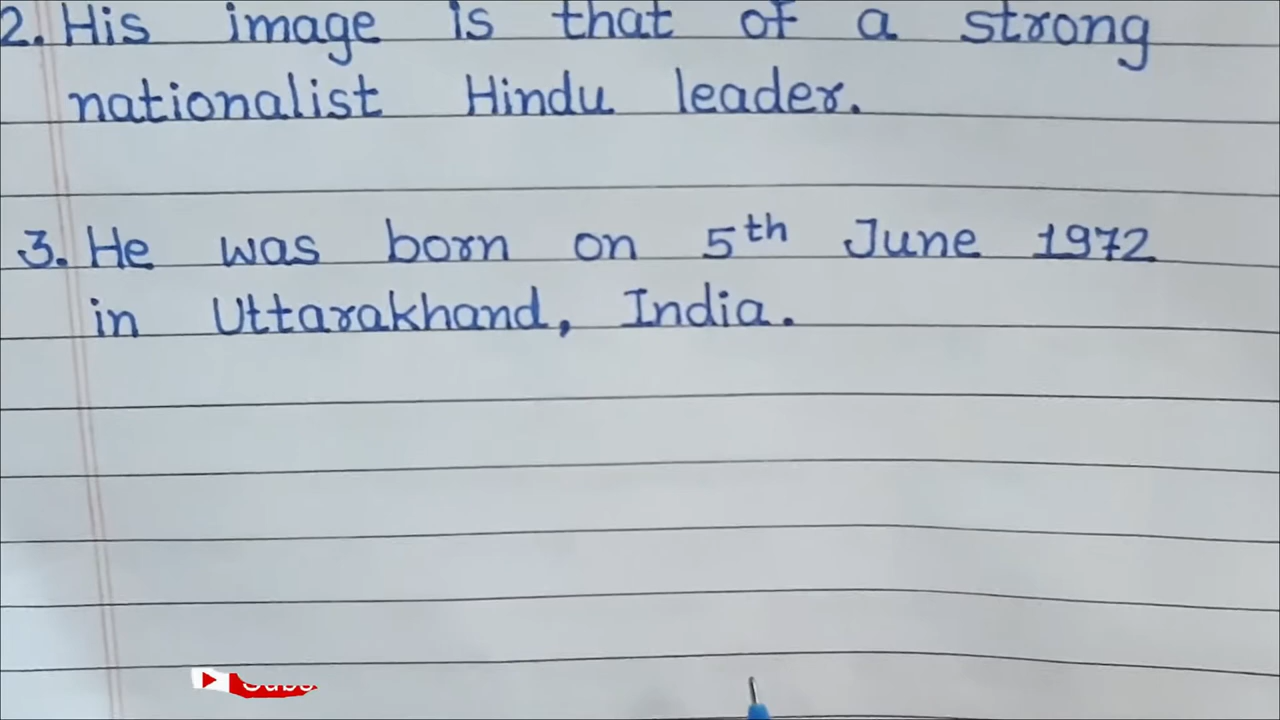 2. His image is that of a strong
nationalist Hindu leader.
3. He was born on 5th June 1972
in Uttarakhand, India.